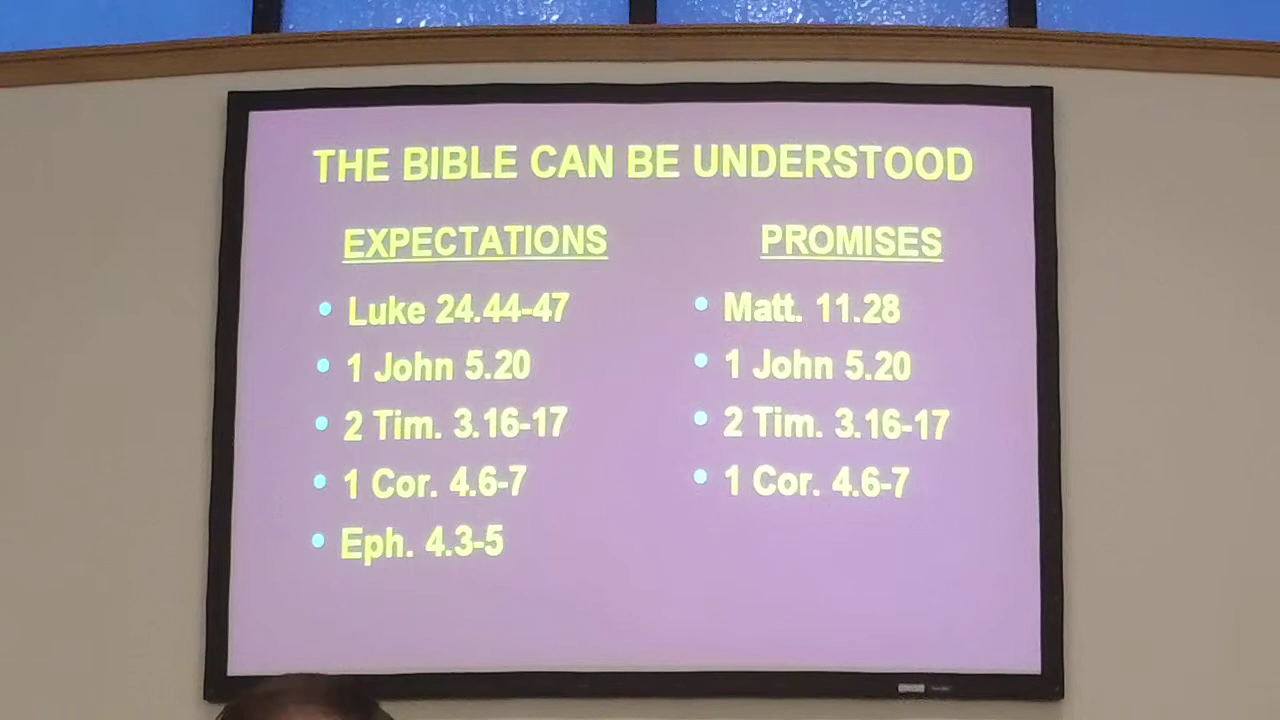 THE BIBLE CAN BE UNDERSTOOD
EXPECTATIONS
• Luke 24.44-47
• 1 John 5.20
• 2 Tim. 3.16-17
• 1 Cor. 4.6-7
• Eph. 4.3-5
PROMISES
• Matt. 11.28
• 1 John 5.20
• 2 Tim. 3.16-17
• 1 Cor. 4.6-7